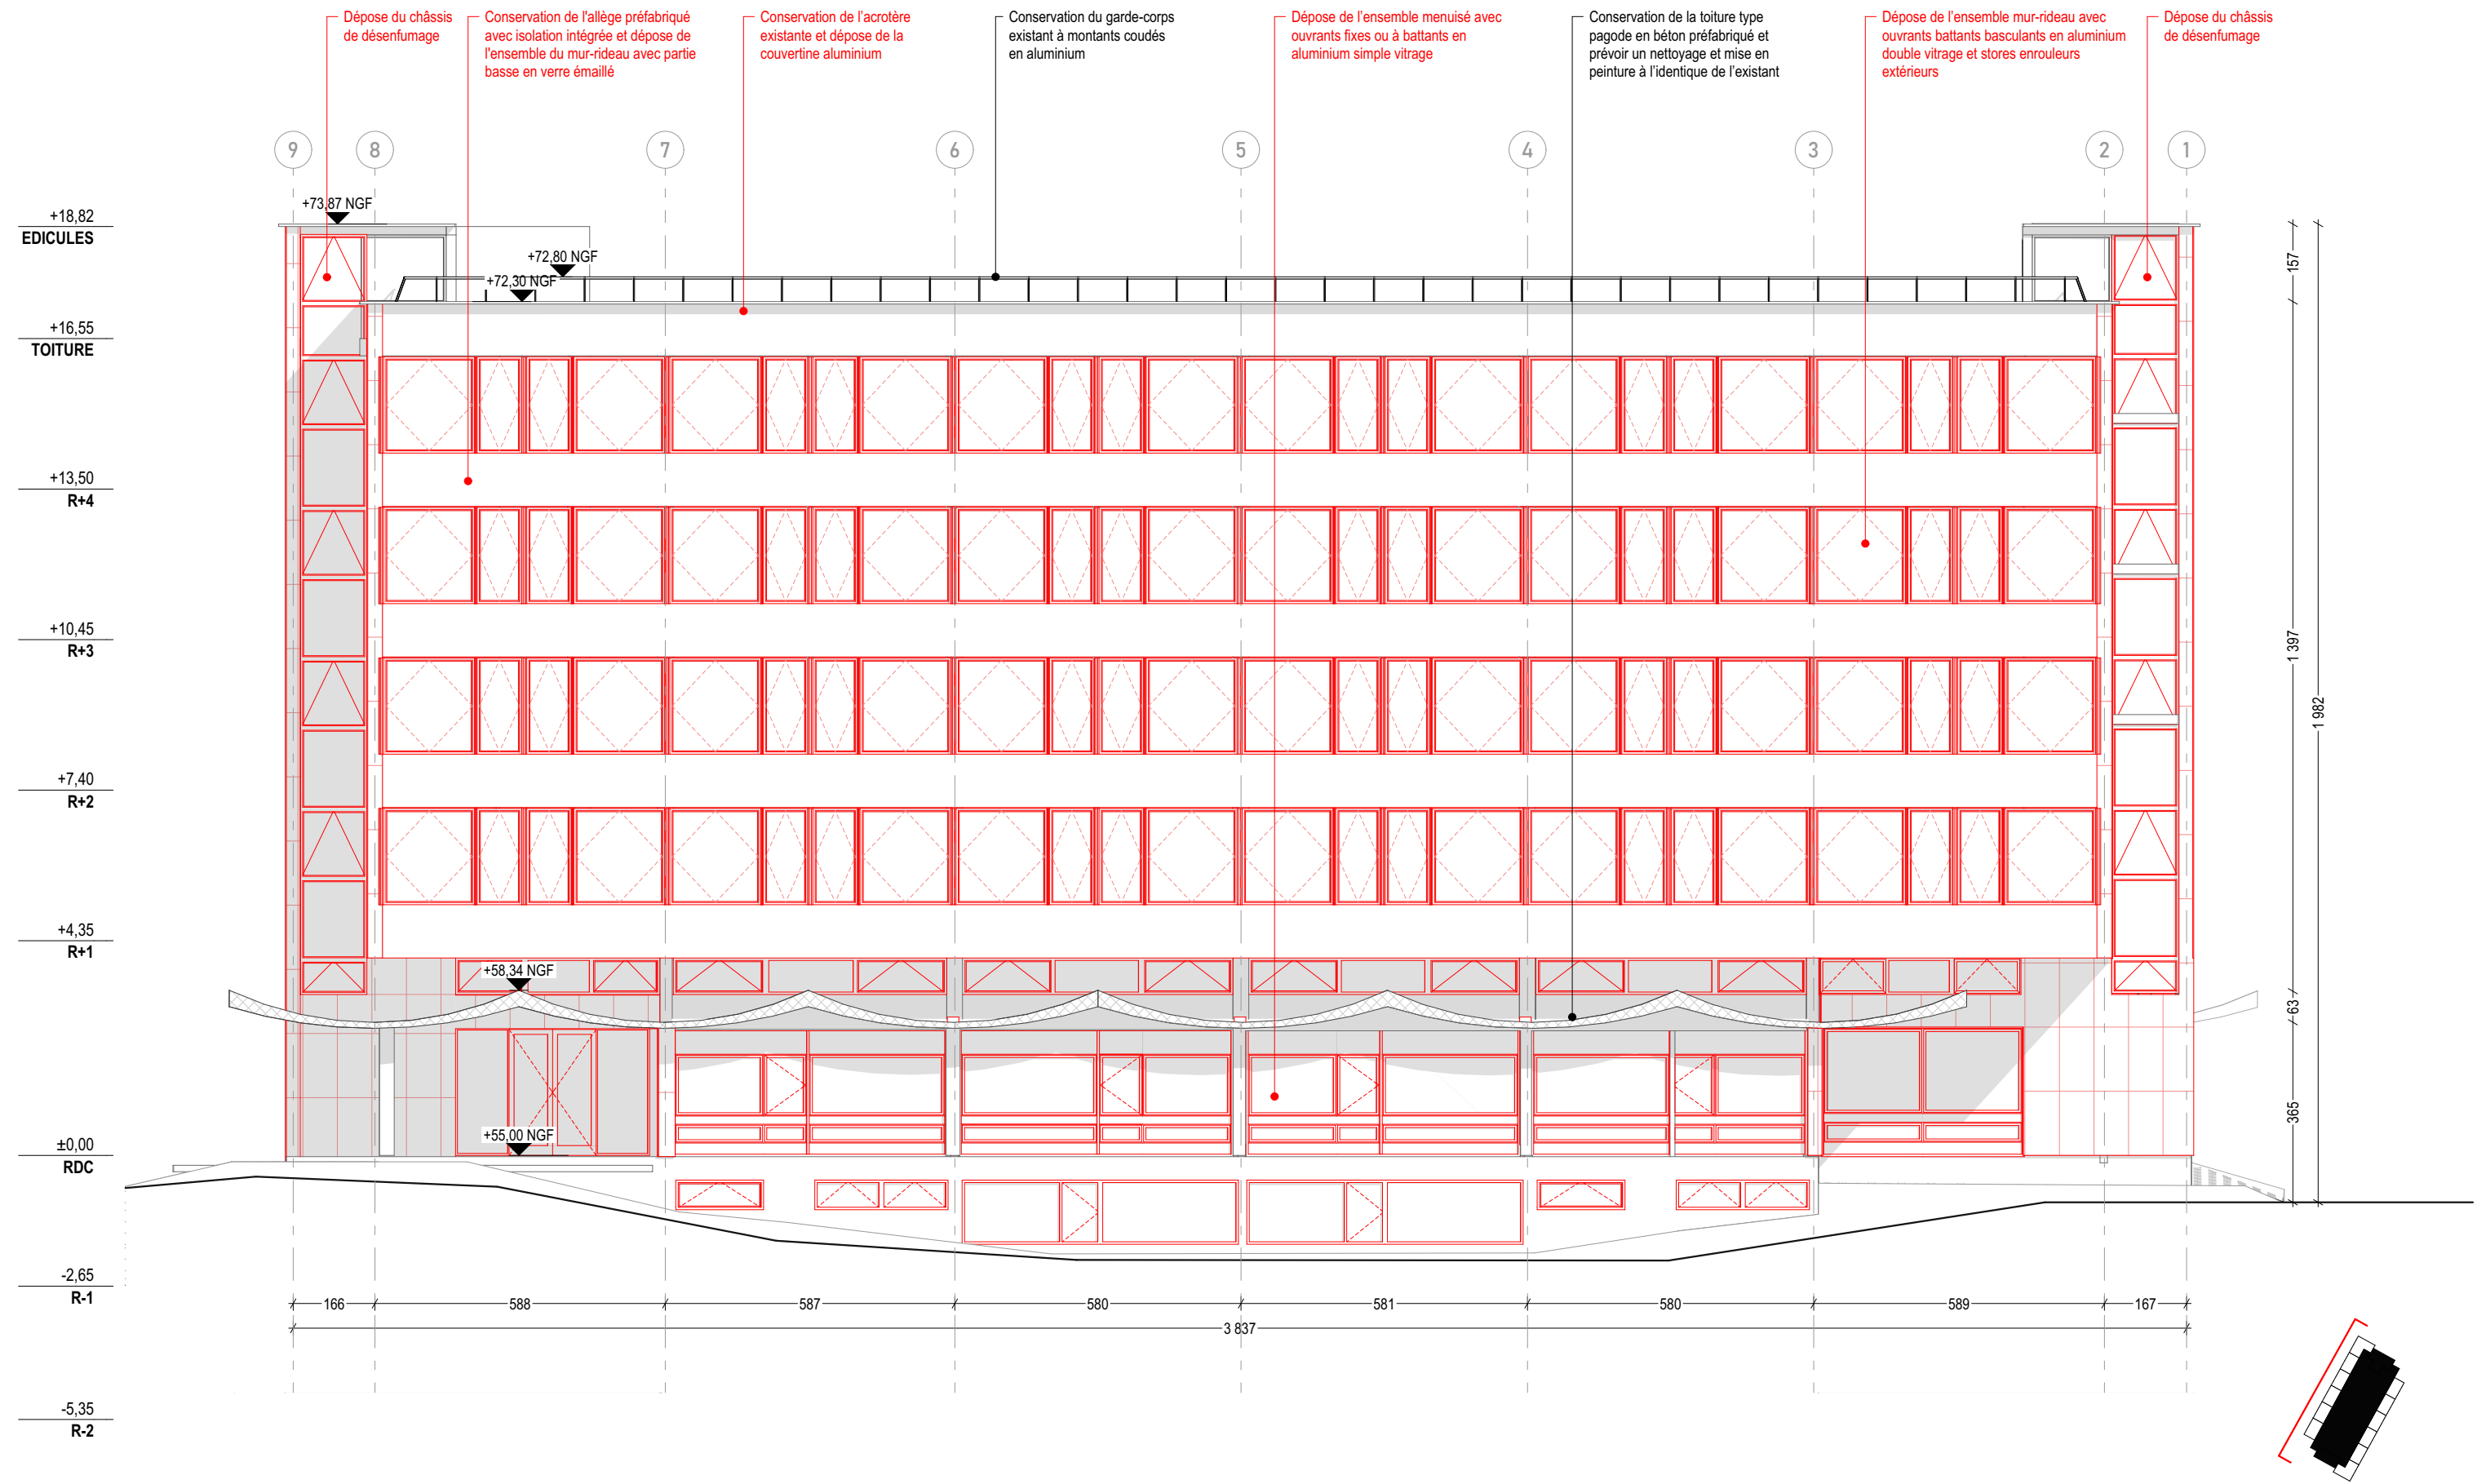 Dépose du châssis
de désenfumage
Conservation de l'allège préfabriqué
avec isolation intégrée et dépose de
l'ensemble du mur-rideau avec partie
basse en verre émaillé
Conservation de l'acrotère
existante et dépose de la
couvertine aluminium
Conservation du garde-corps
existant à montants coudés
en aluminium
Dépose de l'ensemble menuisé avec
ouvrants fixes ou à battants en
aluminium simple vitrage
Conservation de la toiture type
pagode en béton préfabriqué et
prévoir un nettoyage et mise en
peinture à l'identique de l'existant
Dépose de l'ensemble mur-rideau avec
ouvrants battants basculants en aluminium
double vitrage et stores enrouleurs
extérieurs
Dépose du châssis
de désenfumage
9 8 7 6 5 4 3 2 1
+73,87 NGF
+18,82
EDICULES
+72,80 NGF
+72,30 NGF
157
+16,55
TOITURE
+13,50
R+4
+10,45
R+3
1 397
1 982
+7,40
R+2
+4,35
R+1
+58,34 NGF
63
365
+55,00 NGF
±0,00
RDC
-2,65
R-1
166 588 587 580 581 580 589 167
3 837
-5,35
R-2